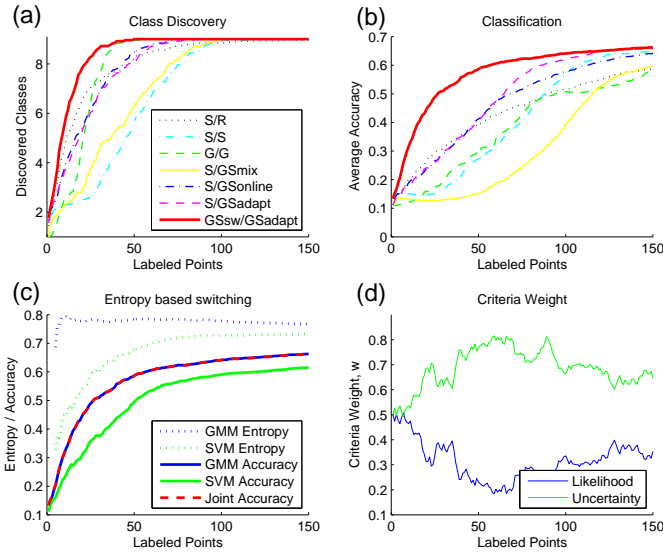 (a)
Class Discovery
Discovered Classes
8
6
4
2
S/R
S/S
G/G
S/GSmix
S/GSonline
S/GSadapt
GSsw/GSadapt
0 50 100 150
Labeled Points
(b)
Classification
Average Accuracy
0.7
0.6
0.5
0.4
0.3
0.2
0.1
0
0 50 100 150
Labeled Points
(c)
Entropy based switching
Entropy / Accuracy
0.8
0.7
0.6
0.5
0.4
0.3
0.2
0.1
GMM Entropy
SVM Entropy
GMM Accuracy
SVM Accuracy
Joint Accuracy
0 50 100 150
Labeled Points
(d)
Criteria Weight
Criteria Weight, w
0.8
0.7
0.6
0.5
0.4
0.3
0.2
0.1
Likelihood
Uncertainty
0 50 100 150
Labeled Points